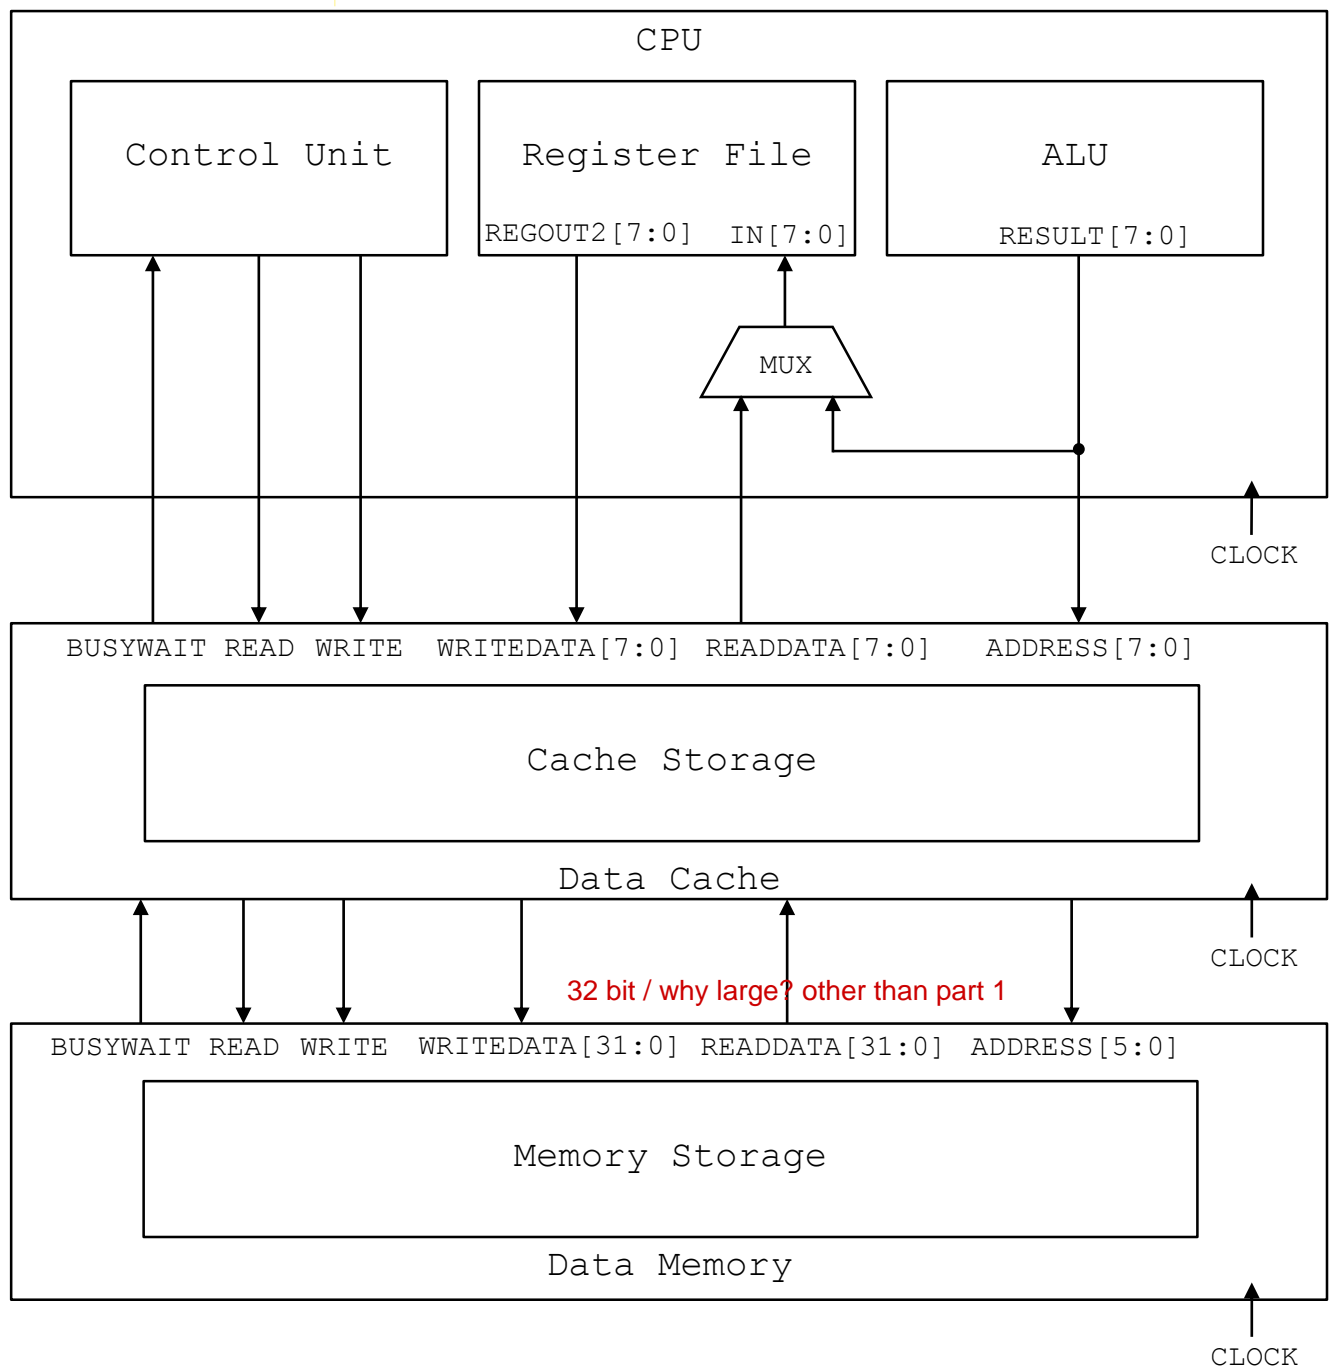 CPU
Control Unit
Register File
ALU
REGOUT2[7:0] IN[7:0]
RESULT[7:0]
MUX
CLOCK
BUSYWAIT READ WRITE WRITEDATA[7:0] READDATA[7:0] ADDRESS[7:0]
Cache Storage
Data Cache
CLOCK
32 bit / why large? other than part 1
BUSYWAIT READ WRITE WRITEDATA[31:0] READDATA[31:0] ADDRESS[5:0]
Memory Storage
Data Memory
CLOCK